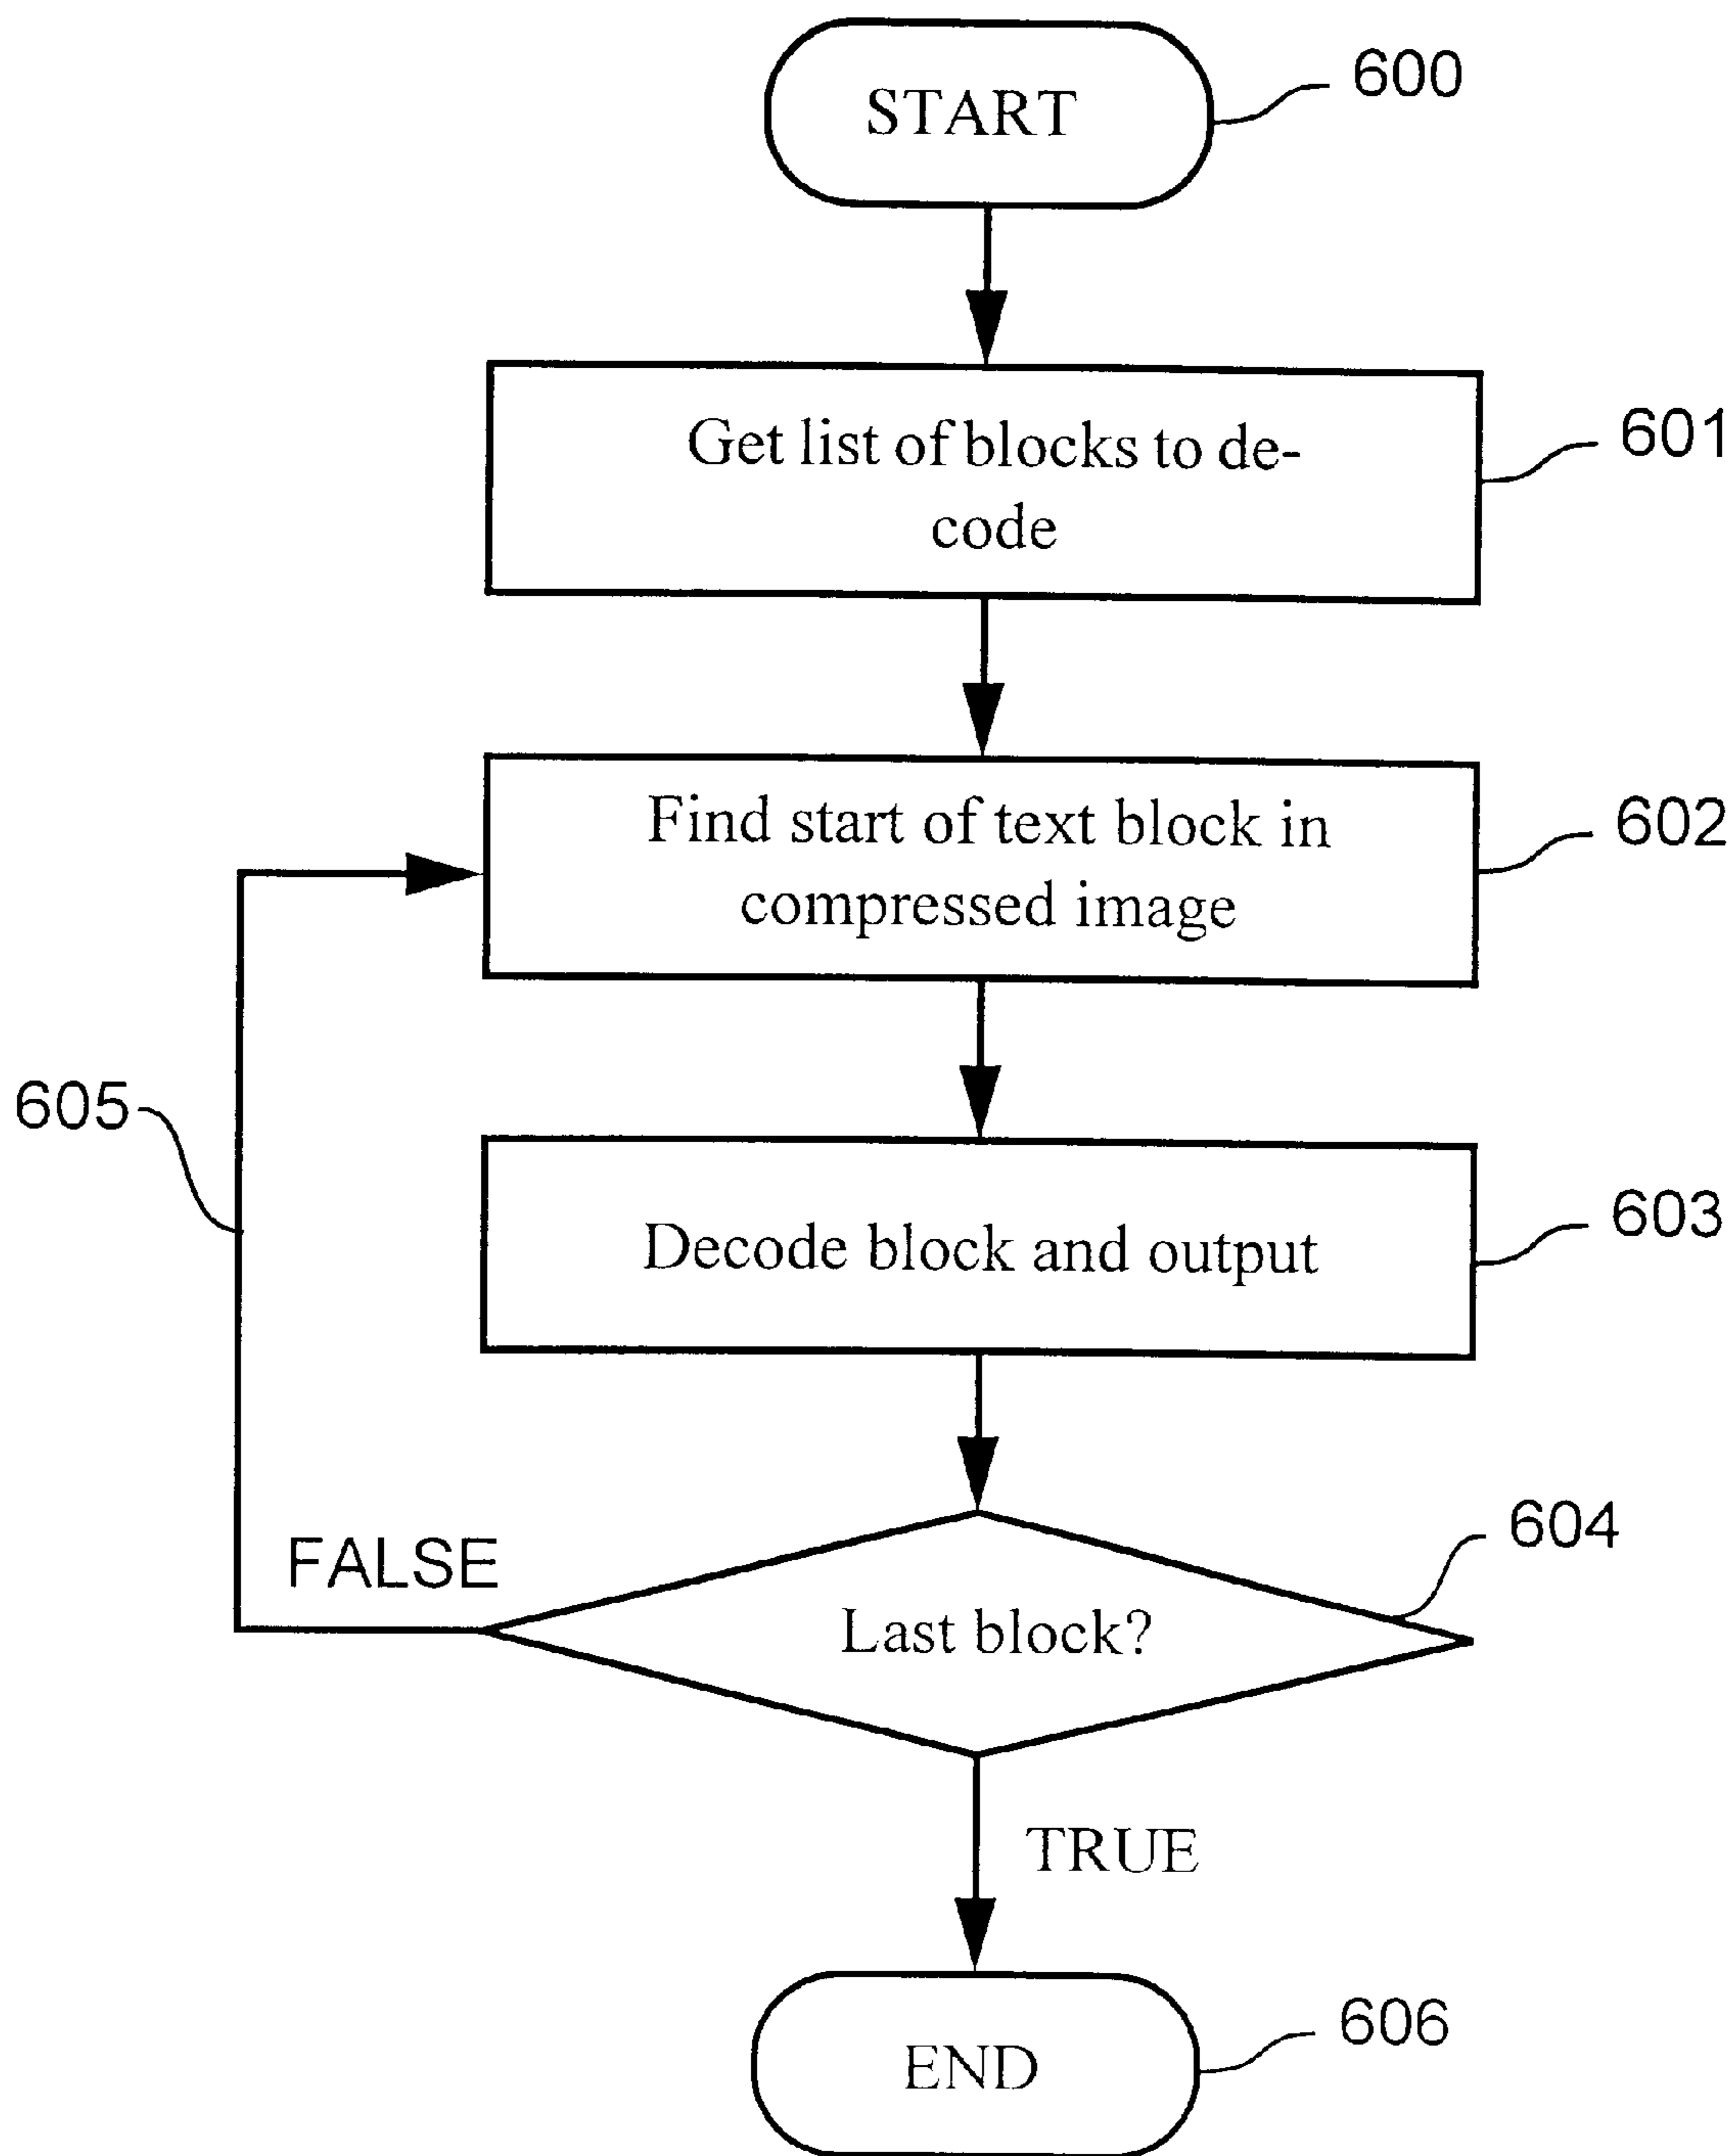 START
600
Get list of blocks to de-
code
601
Find start of text block in
compressed image
602
605
Decode block and output
603
FALSE
604
Last block?
TRUE
END
606